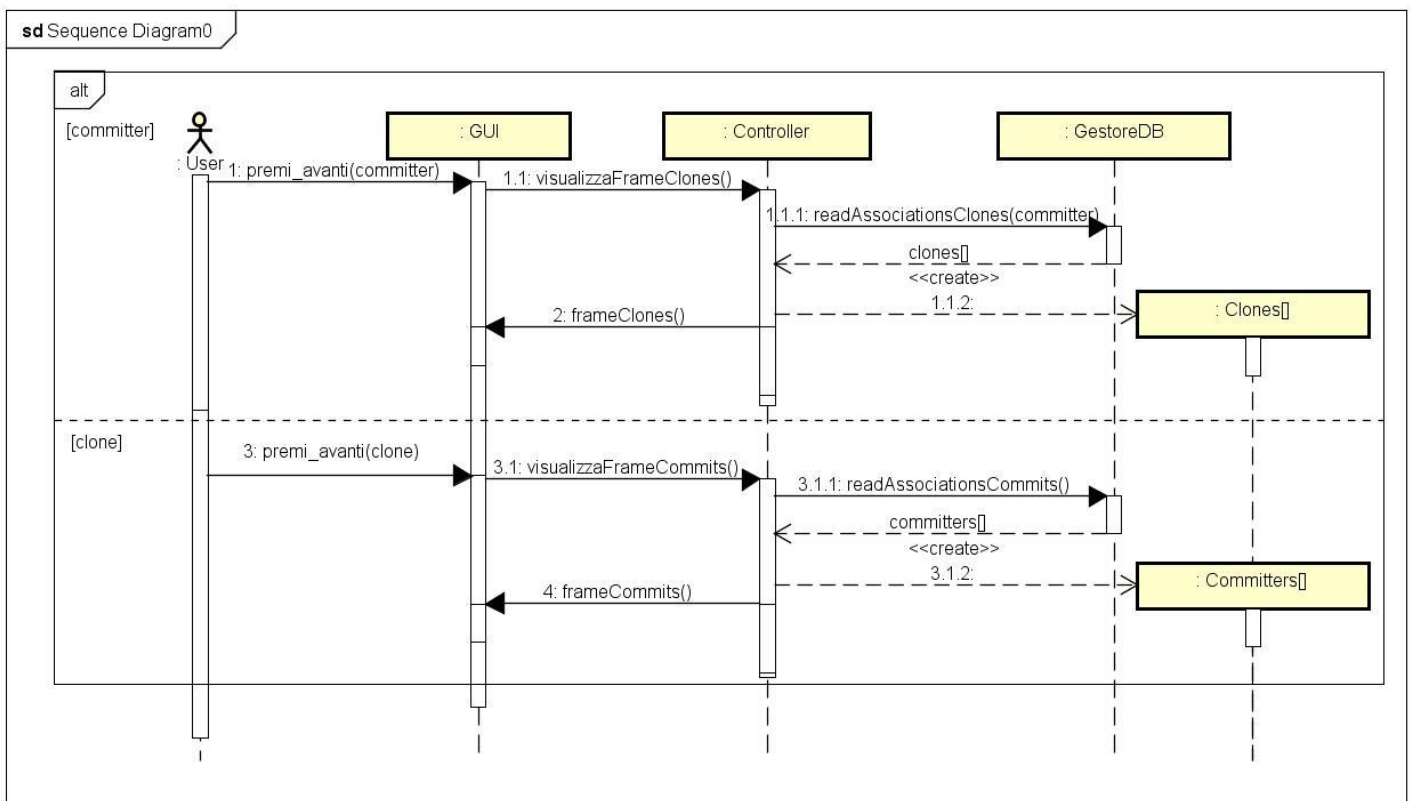 sd Sequence Diagram0
alt
[committer]
: User
: GUI
: Controller
: GestoreDB
1: premi_avanti(committer)
1.1: visualizzaFrameClones()
1.1.1: readAssociationsClones(committer)
clones[]
<<create>>
1.1.2:
: Clones[]
2: frameClones()
[clone]
3: premi_avanti(clone)
3.1: visualizzaFrameCommits()
3.1.1: readAssociationsCommits()
committers[]
<<create>>
3.1.2:
: Committers[]
4: frameCommits()